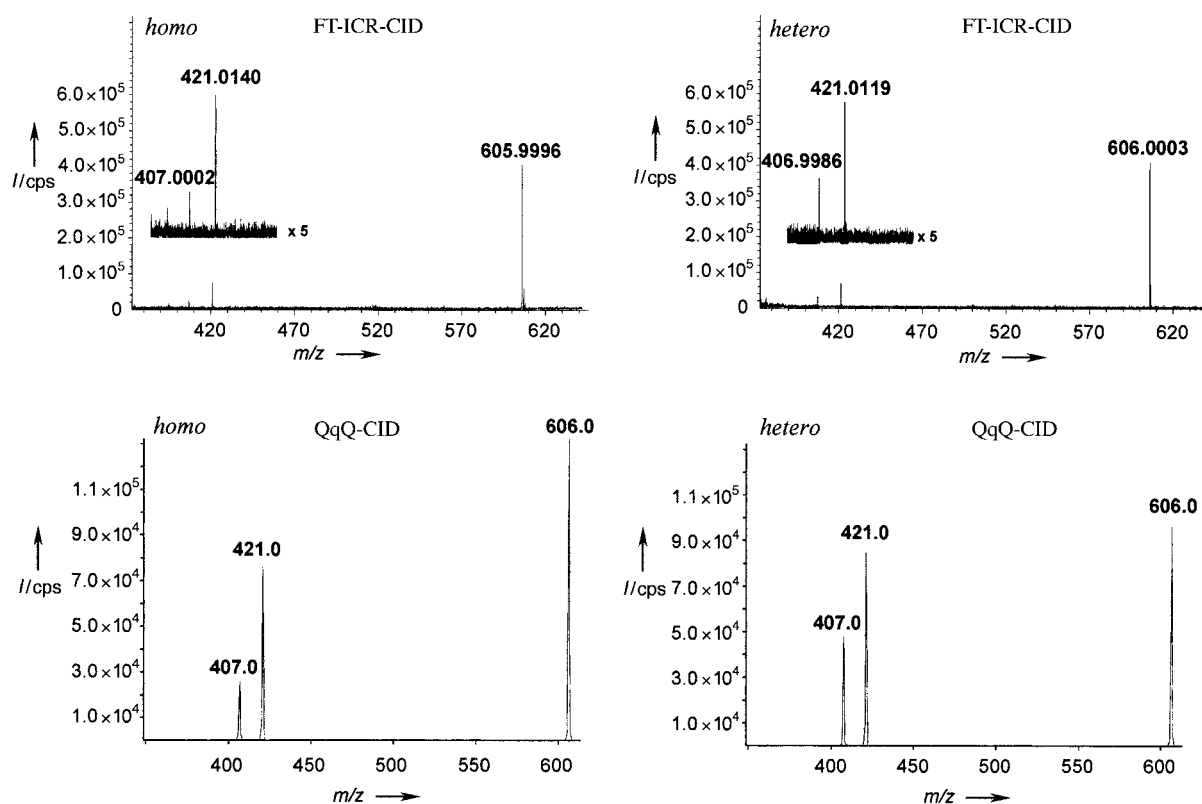 homo FT-ICR-CID
421.0140
6.0×10⁵
5.0×10⁵
I/cps
4.0×10⁵
407.0002
605.9996
3.0×10⁵
2.0×10⁵
x 5
1.0×10⁵
0
420 470 520 570 620
m/z
hetero FT-ICR-CID
421.0119
6.0×10⁵
5.0×10⁵
I/cps
4.0×10⁵
406.9986
606.0003
3.0×10⁵
2.0×10⁵
x 5
1.0×10⁵
0
420 470 520 570 620
m/z
homo QqQ-CID
606.0
1.1×10⁵
9.0×10⁴
421.0
I/cps
7.0×10⁴
5.0×10⁴
407.0
3.0×10⁴
1.0×10⁴
400 450 500 550 600
m/z
hetero QqQ-CID
606.0
1.1×10⁵
421.0
9.0×10⁴
I/cps
7.0×10⁴
407.0
5.0×10⁴
3.0×10⁴
1.0×10⁴
400 450 500 550 600
m/z